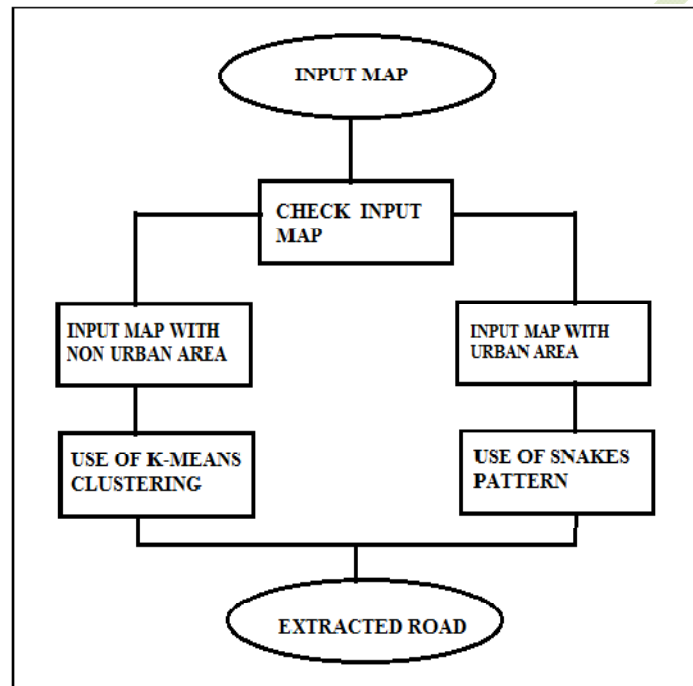 INPUT MAP
CHECK INPUT
MAP
INPUT MAP WITH
NON URBAN AREA
INPUT MAP WITH
URBAN AREA
USE OF K-MEANS
CLUSTERING
USE OF SNAKES
PATTERN
EXTRACTED ROAD